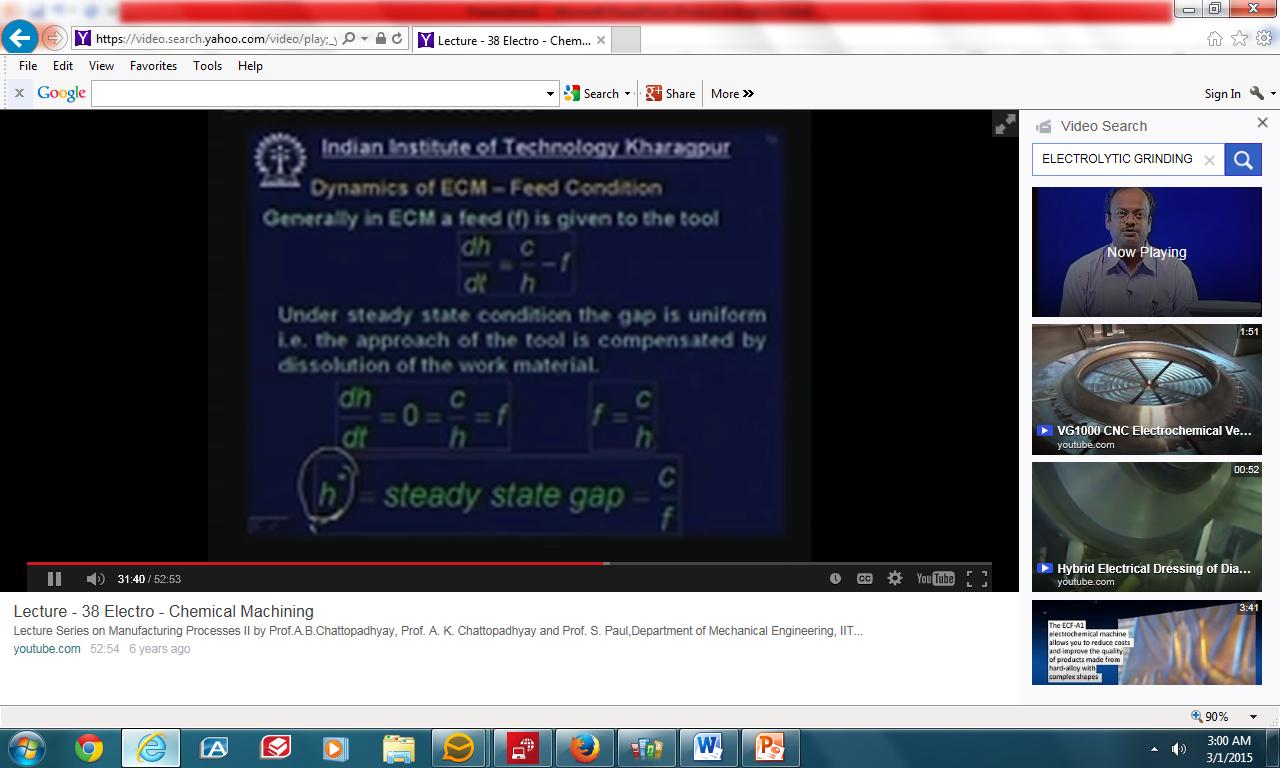 https://video.search.yahoo.com/video/play;_
Lecture - 38 Electro - Chem...
File Edit View Favorites Tools Help
x Google Search Share More »
Sign In
Indian Institute of Technology Kharagpur
Dynamics of ECM – Feed Condition
Generally in ECM a feed (f) is given to the tool
dh/dt = c/h – f
Under steady state condition the gap is uniform
i.e. the approach of the tool is compensated by
dissolution of the work material.
dh/dt = 0 = c/h = f f = c/h
h* = steady state gap = c/f
31:40 / 52:53
CC
YouTube
Lecture - 38 Electro - Chemical Machining
Lecture Series on Manufacturing Processes II by Prof.A.B.Chattopadhyay, Prof. A. K. Chattopadhyay and Prof. S. Paul,Department of Mechanical Engineering, IIT...
youtube.com 52:54 6 years ago
Video Search
ELECTROLYTIC GRINDING
Now Playing
1:51
VG1000 CNC Electrochemical Ve...
youtube.com
00:52
Hybrid Electrical Dressing of Dia...
youtube.com
3:41
The ECF-A1
electrochemical machine
allows you to reduce costs
and improve the quality
of products made from
hard-alloy with
complex shapes
90%
3:00 AM
3/1/2015